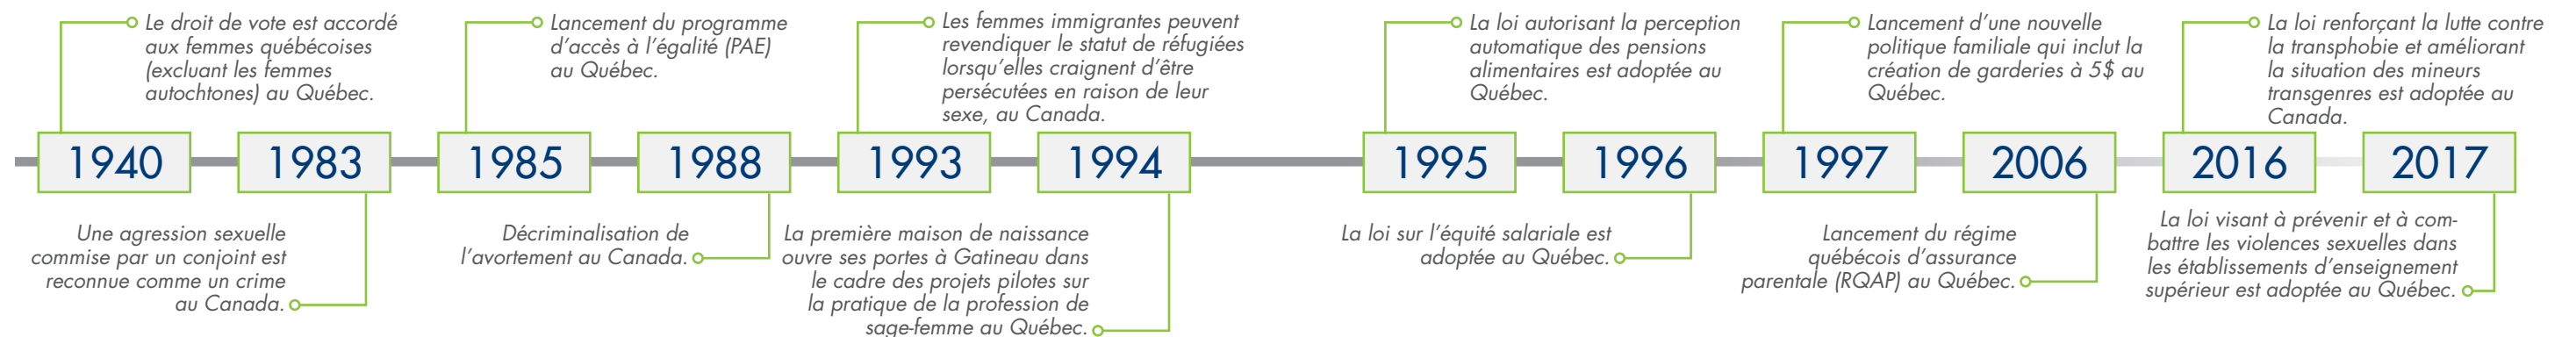 Le droit de vote est accordé
aux femmes québécoises
(excluant les femmes
autochtones) au Québec.
Lancement du programme
d'accès à l'égalité (PAE)
au Québec.
Les femmes immigrantes peuvent
revendiquer le statut de réfugiées
lorsqu'elles craignent d'être
persécutées en raison de leur
sexe, au Canada.
La loi autorisant la perception
automatique des pensions
alimentaires est adoptée au
Québec.
Lancement d'une nouvelle
politique familiale qui inclut la
création de garderies à 5$ au
Québec.
La loi renforçant la lutte contre
la transphobie et améliorant
la situation des mineurs
transgenres est adoptée au
Canada.
1940 1983 1985 1988 1993 1994 1995 1996 1997 2006 2016 2017
Une agression sexuelle
commise par un conjoint est
reconnue comme un crime
au Canada.
Décriminalisation de
l'avortement au Canada.
La première maison de naissance
ouvre ses portes à Gatineau dans
le cadre des projets pilotes sur
la pratique de la profession de
sage-femme au Québec.
La loi sur l'équité salariale est
adoptée au Québec.
Lancement du régime
québécois d'assurance
parentale (RQAP) au Québec.
La loi visant à prévenir et à com-
battre les violences sexuelles dans
les établissements d'enseignement
supérieur est adoptée au Québec.